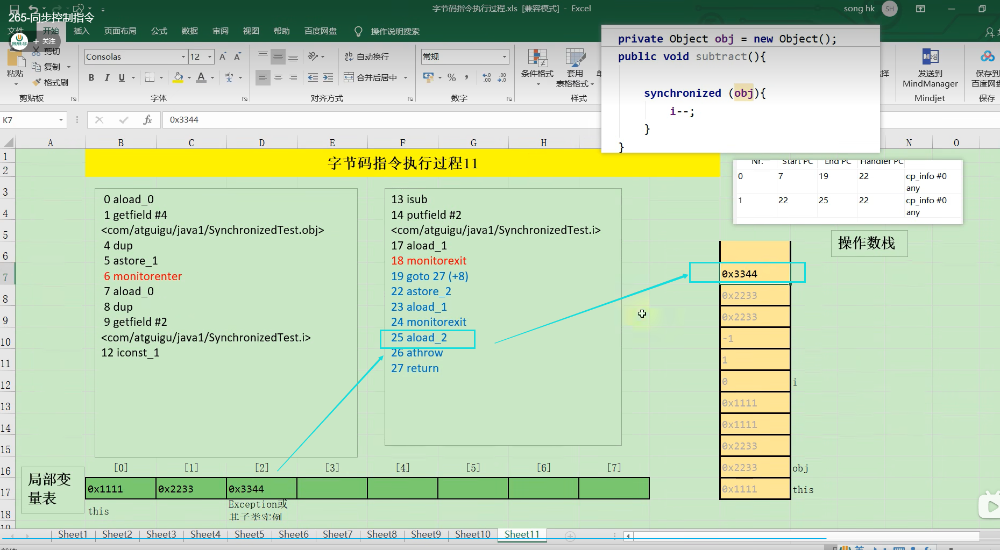 字节码指令执行过程.xls [兼容模式] - Excel
song hk
SH
265-同步控制指令
文件 开始 插入 页面布局 公式 数据 审阅 视图 帮助 百度网盘 操作说明搜索
+ 关注
粘贴
剪切
复制
格式刷
剪贴板
Consolas
12
B I U
wén
字体
自动换行
合并后居中
对齐方式
常规
%
数字
条件格式
套用
表格格式
样式
发送到
MindManager
Mindjet
保存到
百度网盘
保存
private Object obj = new Object();
public void subtract(){
synchronized (obj){
i--;
}
}
K7
fx
0x3344
A B C D E F G H N O
字节码指令执行过程11
Nr. Start PC End PC Handler PC
0 7 19 22 cp_info #0
any
1 22 25 22 cp_info #0
any
0 aload_0
1 getfield #4
<com/atguigu/java1/SynchronizedTest.obj>
4 dup
5 astore_1
6 monitorenter
7 aload_0
8 dup
9 getfield #2
<com/atguigu/java1/SynchronizedTest.i>
12 iconst_1
13 isub
14 putfield #2
<com/atguigu/java1/SynchronizedTest.i>
17 aload_1
18 monitorexit
19 goto 27 (+8)
22 astore_2
23 aload_1
24 monitorexit
25 aload_2
26 athrow
27 return
操作数栈
0x3344
0x2233
0x2233
-1
1
0 i
0x1111
0x1111
0x2233
0x2233 obj
0x1111 this
1
2
3
4
5
6
7
8
9
10
11
12
13
14
15
16
17
18
[0] [1] [2] [3] [4] [5] [6] [7]
局部变
量表
0x1111 0x2233 0x3344
this
Exception或
其子类实例
Sheet1 Sheet2 Sheet3 Sheet4 Sheet5 Sheet6 Sheet7 Sheet8 Sheet9 Sheet10 Sheet11
英